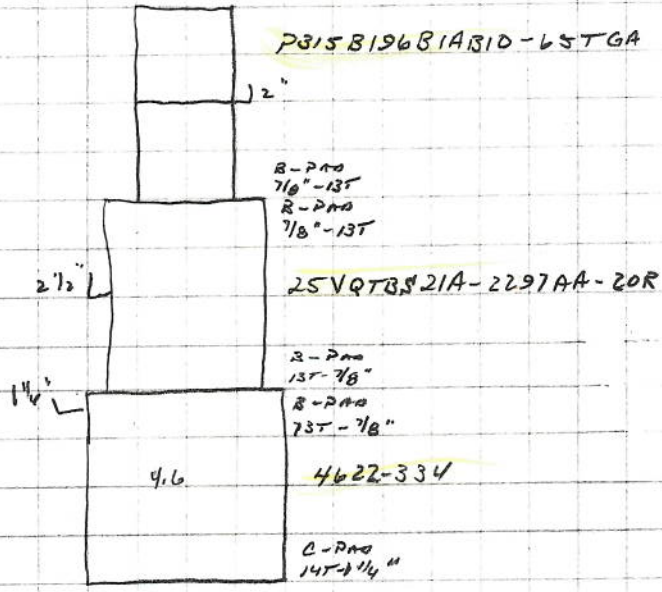 P315B196B1AB10-65TGA
2"
B-PAD
7/8"-13T
B-PAD
7/8"-13T
2 1/2"
25VQTBS21A-2297AA-20R
B-PAD
13T-7/8"
1 1/4"
B-PAD
13T-7/8"
4.6
4622-334
C-PAD
14T-1 1/4"